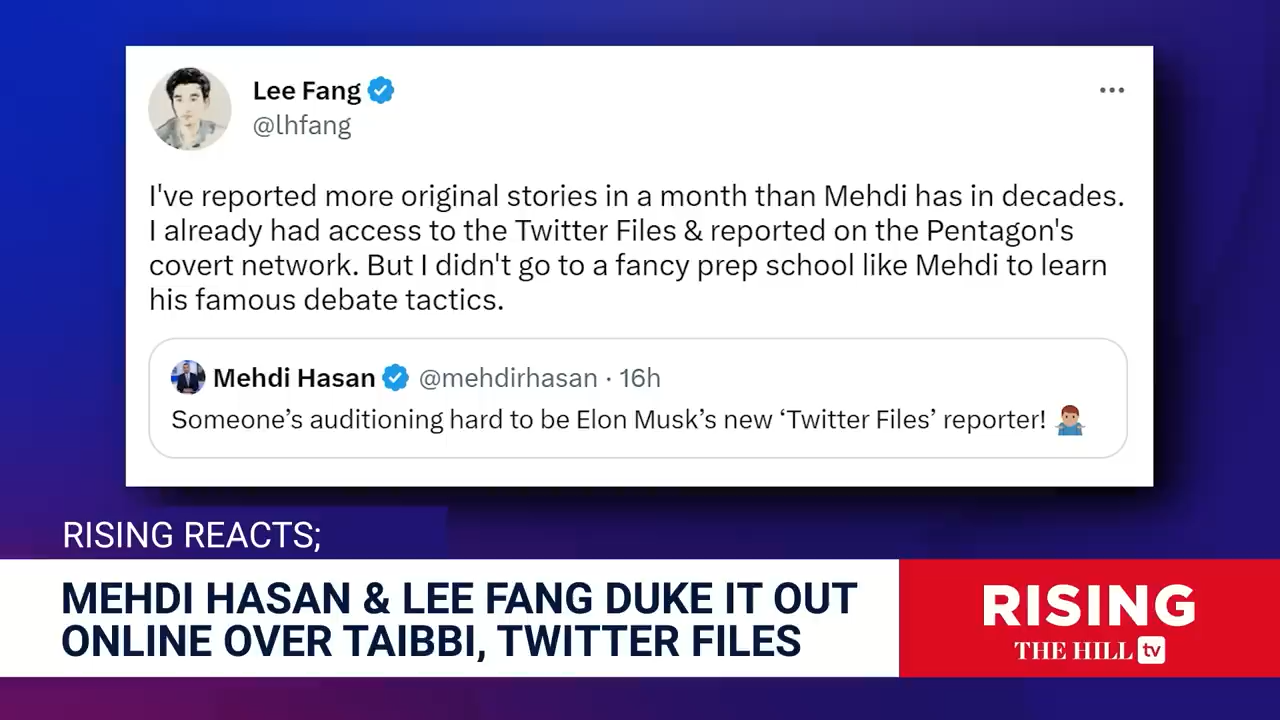 Lee Fang
@lhfang
I've reported more original stories in a month than Mehdi has in decades.
I already had access to the Twitter Files & reported on the Pentagon's
covert network. But I didn't go to a fancy prep school like Mehdi to learn
his famous debate tactics.
Mehdi Hasan @mehdirhasan · 16h
Someone’s auditioning hard to be Elon Musk’s new ‘Twitter Files’ reporter! 🤷🏽‍♂️
RISING REACTS;
MEHDI HASAN & LEE FANG DUKE IT OUT
ONLINE OVER TAIBBI, TWITTER FILES
RISING
THE HILL tv